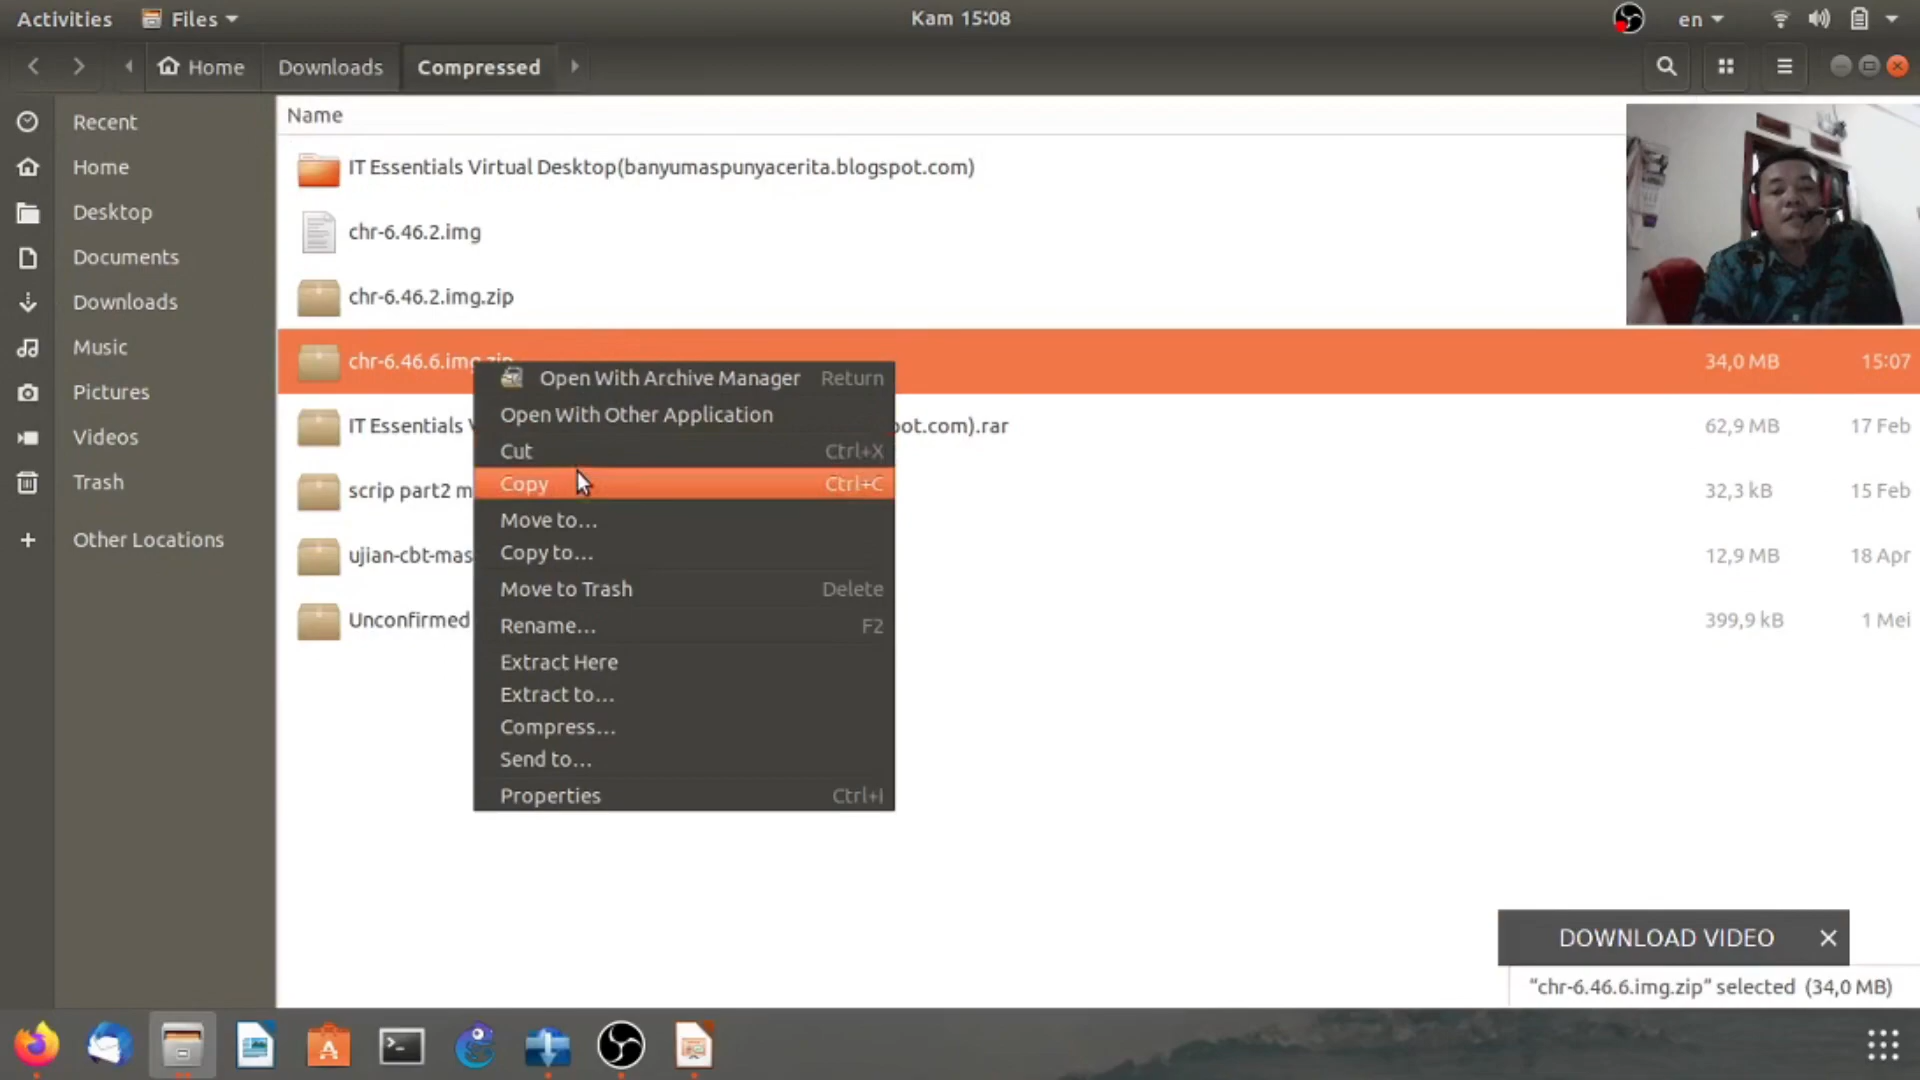 Activities
Files
Kam 15:08
en
Home
Downloads
Compressed
Name
Recent
Home
Desktop
Documents
Downloads
Music
Pictures
Videos
Trash
Other Locations
IT Essentials Virtual Desktop(banyumaspunyacerita.blogspot.com)
chr-6.46.2.img
chr-6.46.2.img.zip
chr-6.46.6.img.zip 34,0 MB 15:07
IT Essentials ot.com).rar 62,9 MB 17 Feb
scrip part2 m 32,3 kB 15 Feb
ujian-cbt-mas 12,9 MB 18 Apr
Unconfirmed 399,9 kB 1 Mei
Open With Archive Manager Return
Open With Other Application
Cut Ctrl+X
Copy Ctrl+C
Move to…
Copy to…
Move to Trash Delete
Rename… F2
Extract Here
Extract to…
Compress…
Send to…
Properties Ctrl+I
DOWNLOAD VIDEO
"chr-6.46.6.img.zip" selected (34,0 MB)